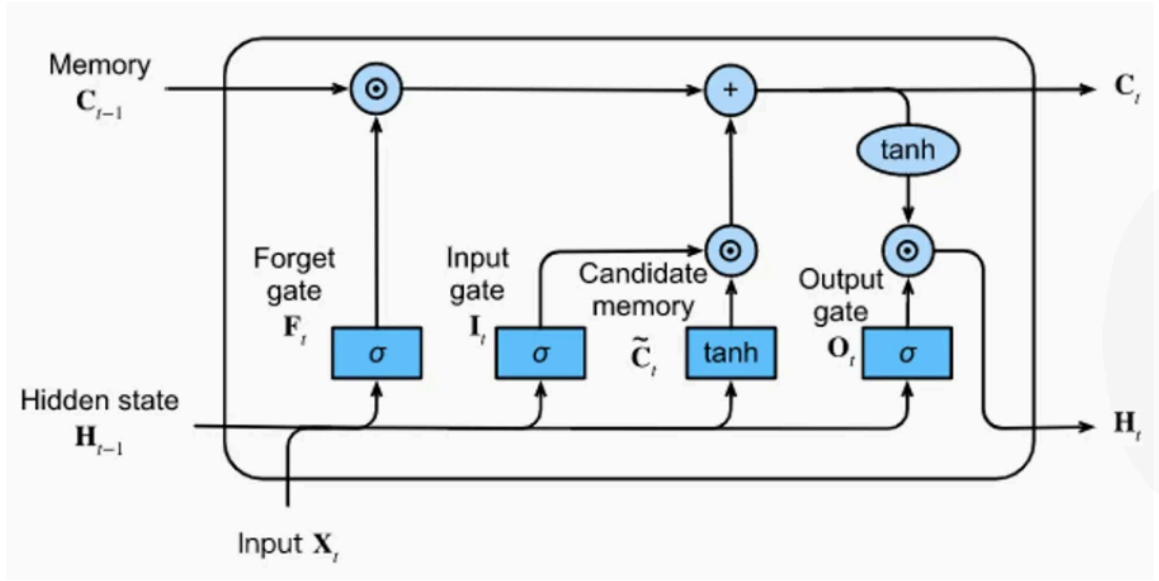 Memory
C_{t-1}
⊙
+
C_t
tanh
Forget
gate
F_t
σ
Input
gate
I_t
σ
Candidate
memory
C̃_t
tanh
⊙
Output
gate
O_t
σ
⊙
Hidden state
H_{t-1}
H_t
Input X_t